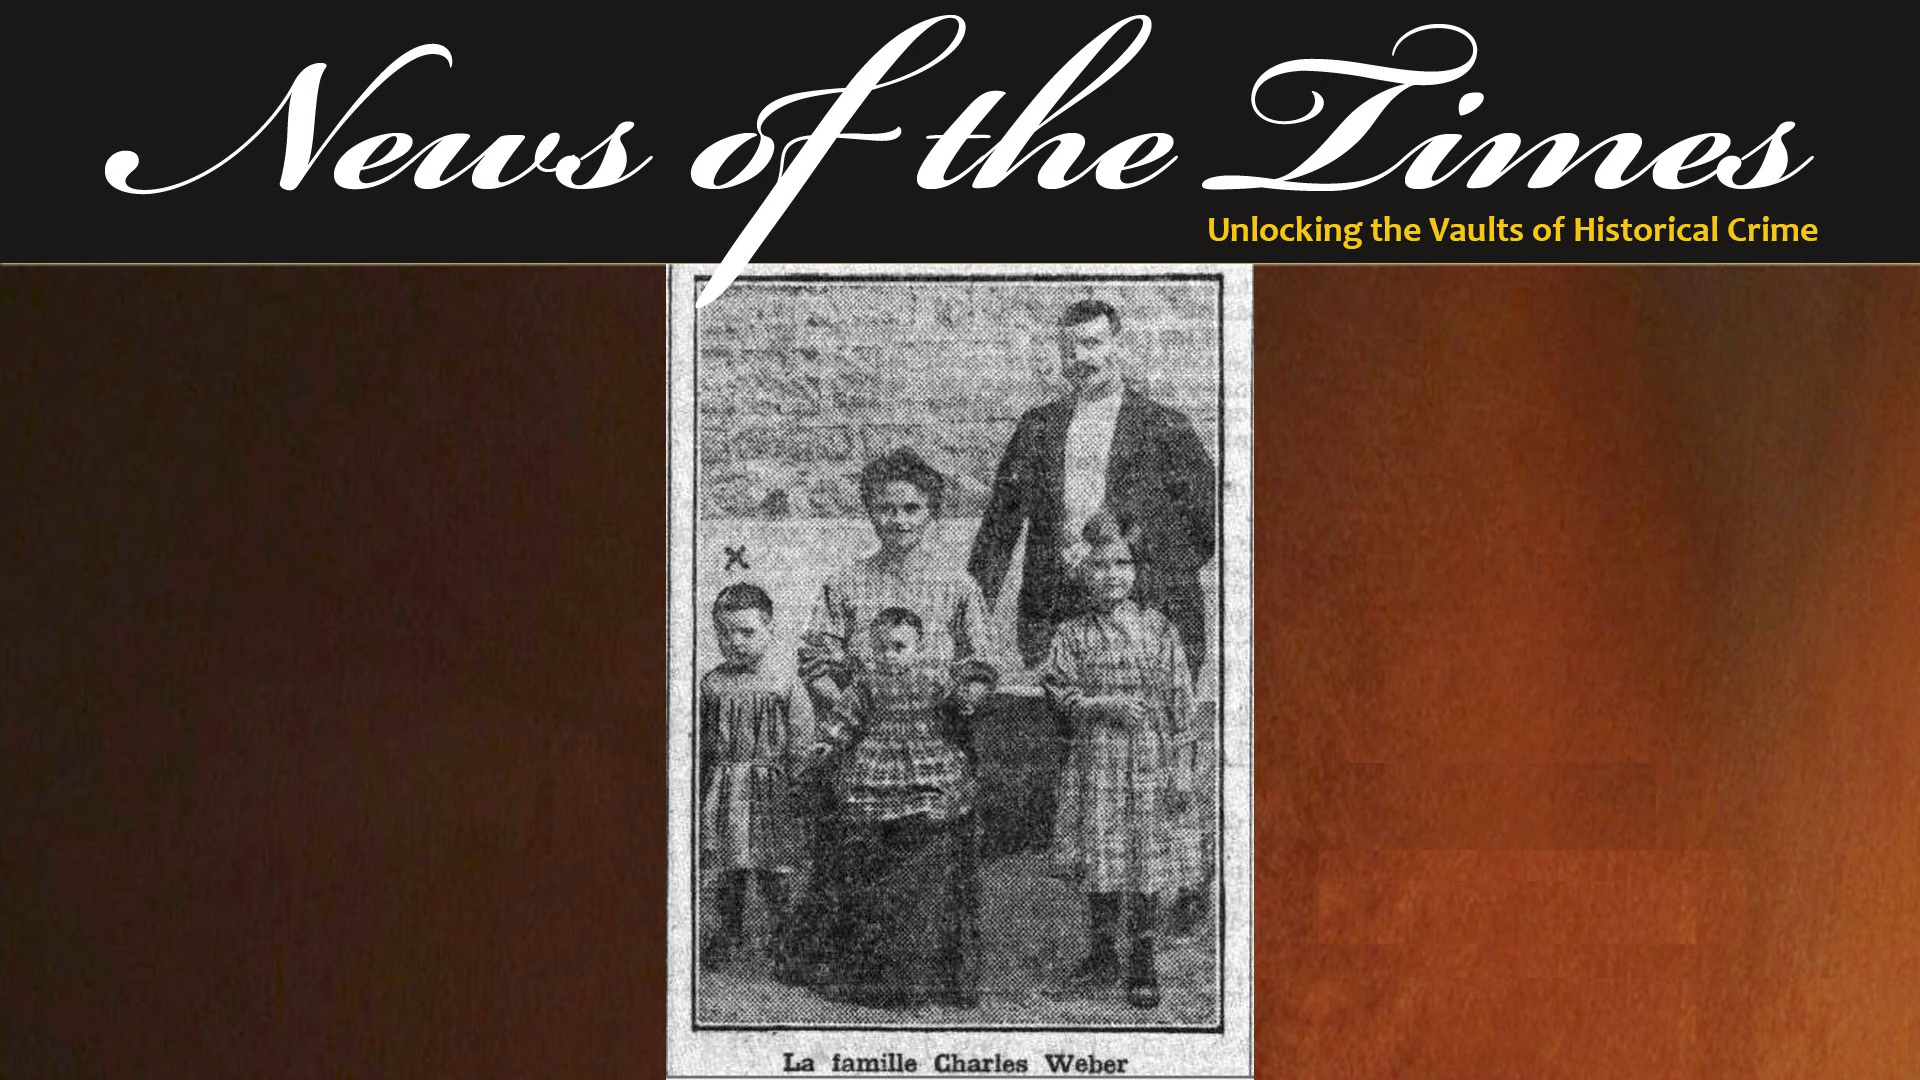 News of the Times
Unlocking the Vaults of Historical Crime
x
La famille Charles Weber